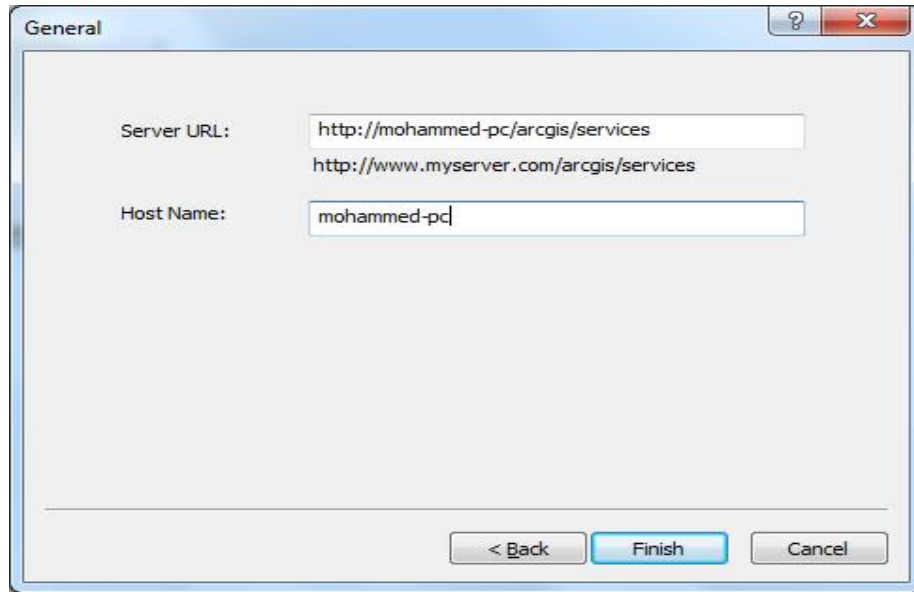 General
Server URL: http://mohammed-pc/arcgis/services
http://www.myserver.com/arcgis/services
Host Name: mohammed-pc
< Back Finish Cancel